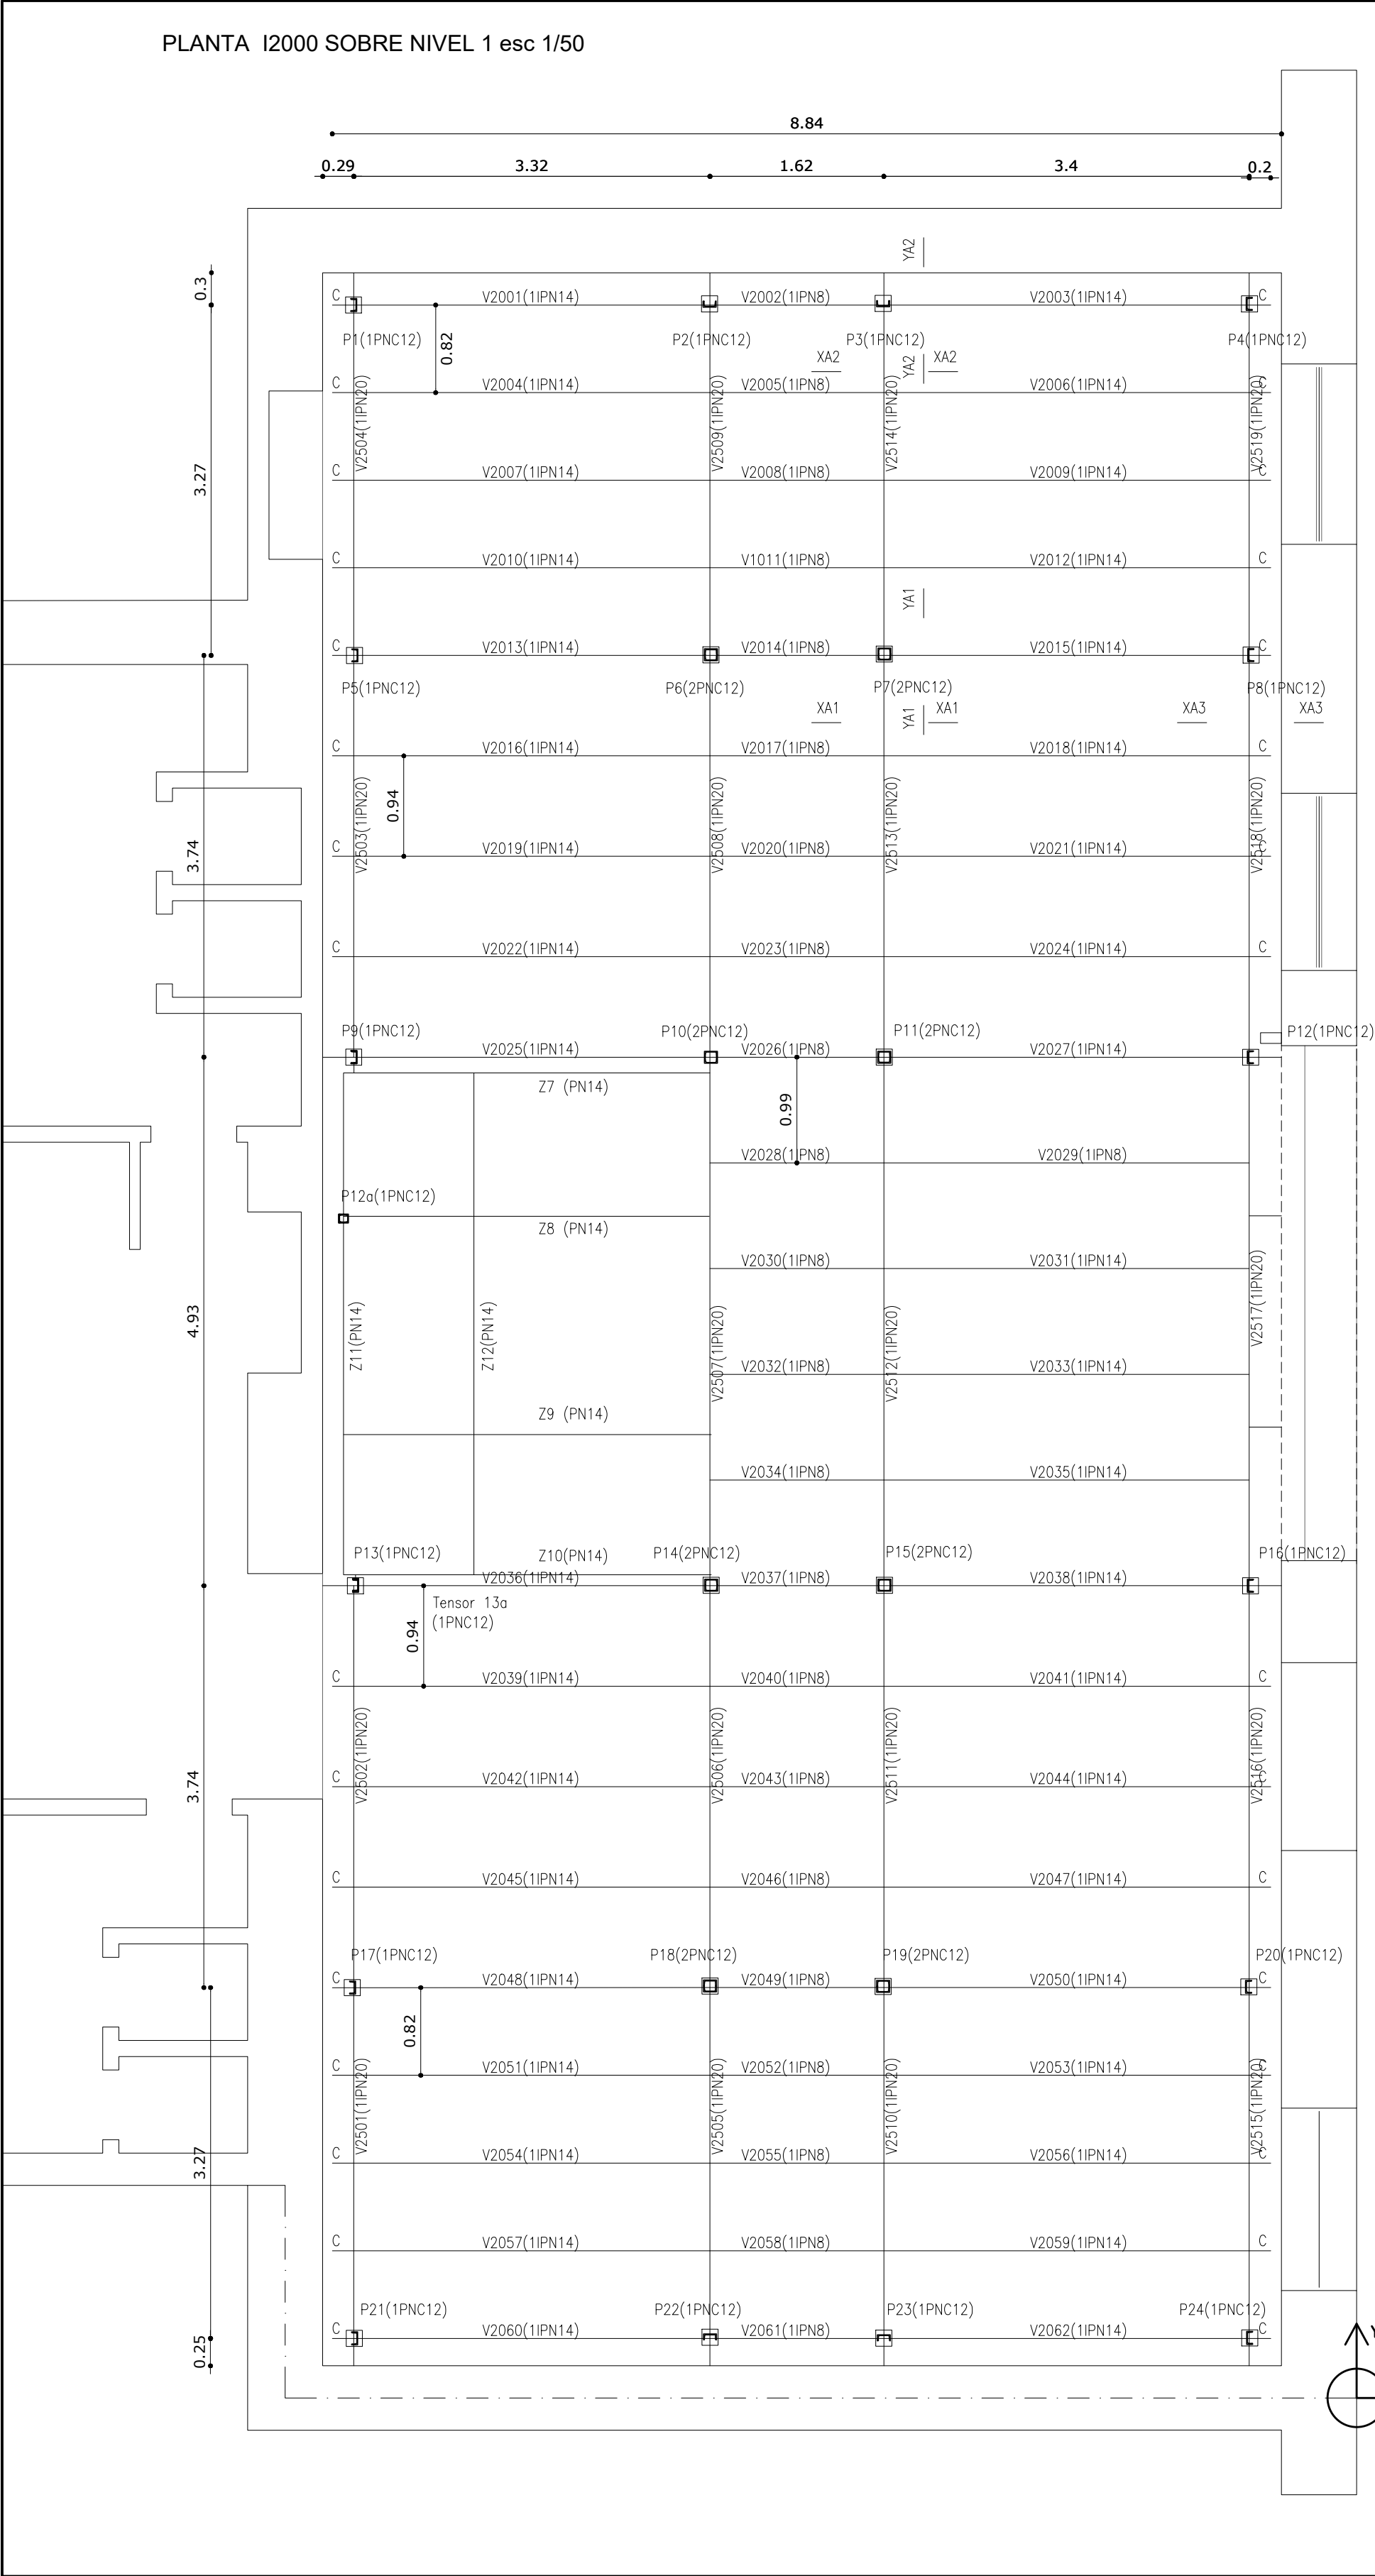 PLANTA I2000 SOBRE NIVEL 1 esc 1/50
8.84
0.29 3.32 1.62 3.4 0.2
YA2
0.3
C V2001(1IPN14) V2002(1IPN8) V2003(1IPN14) C
P1(1PNC12) P2(1PNC12) P3(1PNC12) P4(1PNC12)
0.82
XA2 YA2 XA2
C V2004(1IPN14) V2005(1IPN8) V2006(1IPN14) C
V2504(1IPN20) V2509(1IPN20) V2514(1IPN20) V2519(1IPN20)
3.27
C V2007(1IPN14) V2008(1IPN8) V2009(1IPN14) C
C V2010(1IPN14) V1011(1IPN8) V2012(1IPN14) C
YA1
C V2013(1IPN14) V2014(1IPN8) V2015(1IPN14) C
P5(1PNC12) P6(2PNC12) P7(2PNC12) P8(1PNC12)
XA1 YA1 XA1 XA3 XA3
C V2016(1IPN14) V2017(1IPN8) V2018(1IPN14) C
0.94
V2503(1IPN20) V2508(1IPN20) V2513(1IPN20) V2518(1IPN20)
3.74
C V2019(1IPN14) V2020(1IPN8) V2021(1IPN14) C
C V2022(1IPN14) V2023(1IPN8) V2024(1IPN14) C
P9(1PNC12) P10(2PNC12) P11(2PNC12) P12(1PNC12)
V2025(1IPN14) V2026(1IPN8) V2027(1IPN14)
Z7 (PN14)
0.99
V2028(1IPN8) V2029(1IPN8)
P12a(1PNC12)
Z8 (PN14)
V2030(1IPN8) V2031(1IPN14)
4.93
Z11(PN14) Z12(PN14) V2507(1IPN20) V2512(1IPN20) V2517(1IPN20)
V2032(1IPN8) V2033(1IPN14)
Z9 (PN14)
V2034(1IPN8) V2035(1IPN14)
P13(1PNC12) Z10(PN14) P14(2PNC12) P15(2PNC12) P16(1PNC12)
V2036(1IPN14) V2037(1IPN8) V2038(1IPN14)
Tensor 13a
(1PNC12)
0.94
C V2039(1IPN14) V2040(1IPN8) V2041(1IPN14) C
V2502(1IPN20) V2506(1IPN20) V2511(1IPN20) V2516(1IPN20)
3.74
C V2042(1IPN14) V2043(1IPN8) V2044(1IPN14) C
C V2045(1IPN14) V2046(1IPN8) V2047(1IPN14) C
P17(1PNC12) P18(2PNC12) P19(2PNC12) P20(1PNC12)
C V2048(1IPN14) V2049(1IPN8) V2050(1IPN14) C
0.82
C V2051(1IPN14) V2052(1IPN8) V2053(1IPN14) C
V2501(1IPN20) V2505(1IPN20) V2510(1IPN20) V2515(1IPN20)
3.27
C V2054(1IPN14) V2055(1IPN8) V2056(1IPN14) C
C V2057(1IPN14) V2058(1IPN8) V2059(1IPN14) C
P21(1PNC12) P22(1PNC12) P23(1PNC12) P24(1PNC12)
C V2060(1IPN14) V2061(1IPN8) V2062(1IPN14) C
0.25